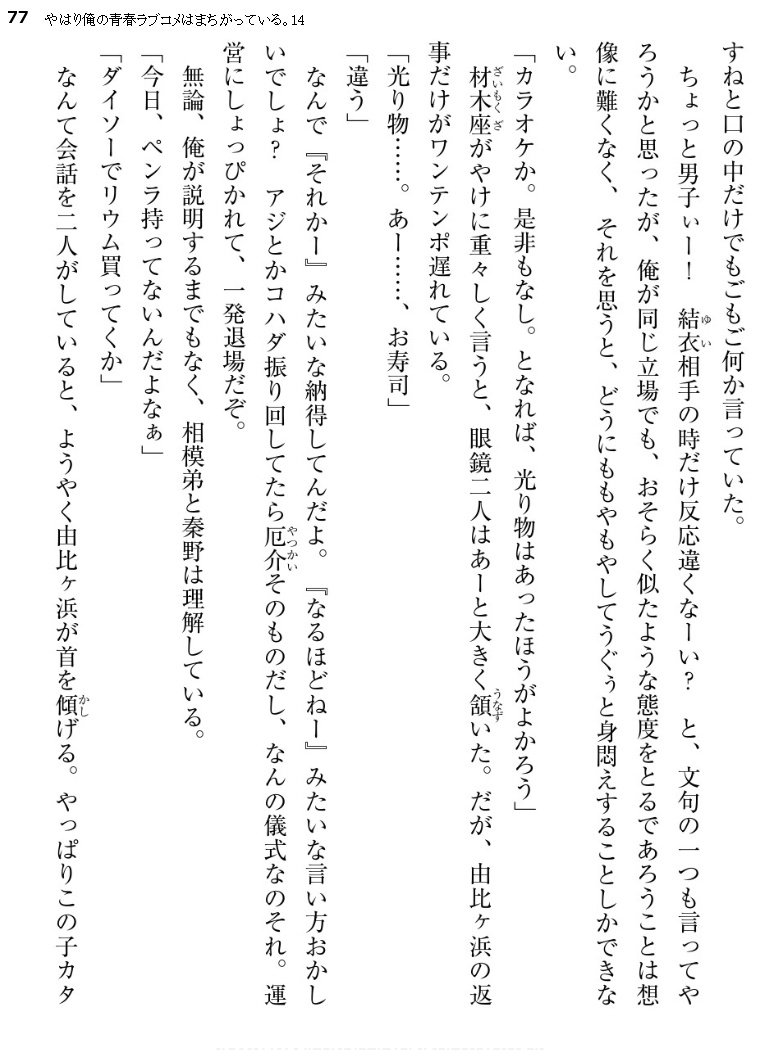 77 やはり俺の青春ラブコメはまちがっている。14
すねと口の中だけでもごもご何か言っていた。
　ちょっと男子ぃー！　結衣相手の時だけ反応違くなーい？　と、文句の一つも言ってや
ろうかと思ったが、俺が同じ立場でも、おそらく似たような態度をとるであろうことは想
像に難くなく、それを思うと、どうにももやもやしてうぐぅと身悶えすることしかできな
い。
「カラオケか。是非もなし。となれば、光り物はあったほうがよかろう」
　材木座がやけに重々しく言うと、眼鏡二人はあーと大きく頷いた。だが、由比ヶ浜の返
事だけがワンテンポ遅れている。
「光り物……。あー……、お寿司」
「違う」
　なんで『それかー』みたいな納得してんだよ。『なるほどねー』みたいな言い方おかし
いでしょ？　アジとかコハダ振り回してたら厄介そのものだし、なんの儀式なのそれ。運
営にしょっぴかれて、一発退場だぞ。
　無論、俺が説明するまでもなく、相模弟と秦野は理解している。
「今日、ペンラ持ってないんだよなぁ」
「ダイソーでリウム買ってくか」
　なんて会話を二人がしていると、ようやく由比ヶ浜が首を傾げる。やっぱりこの子カタ